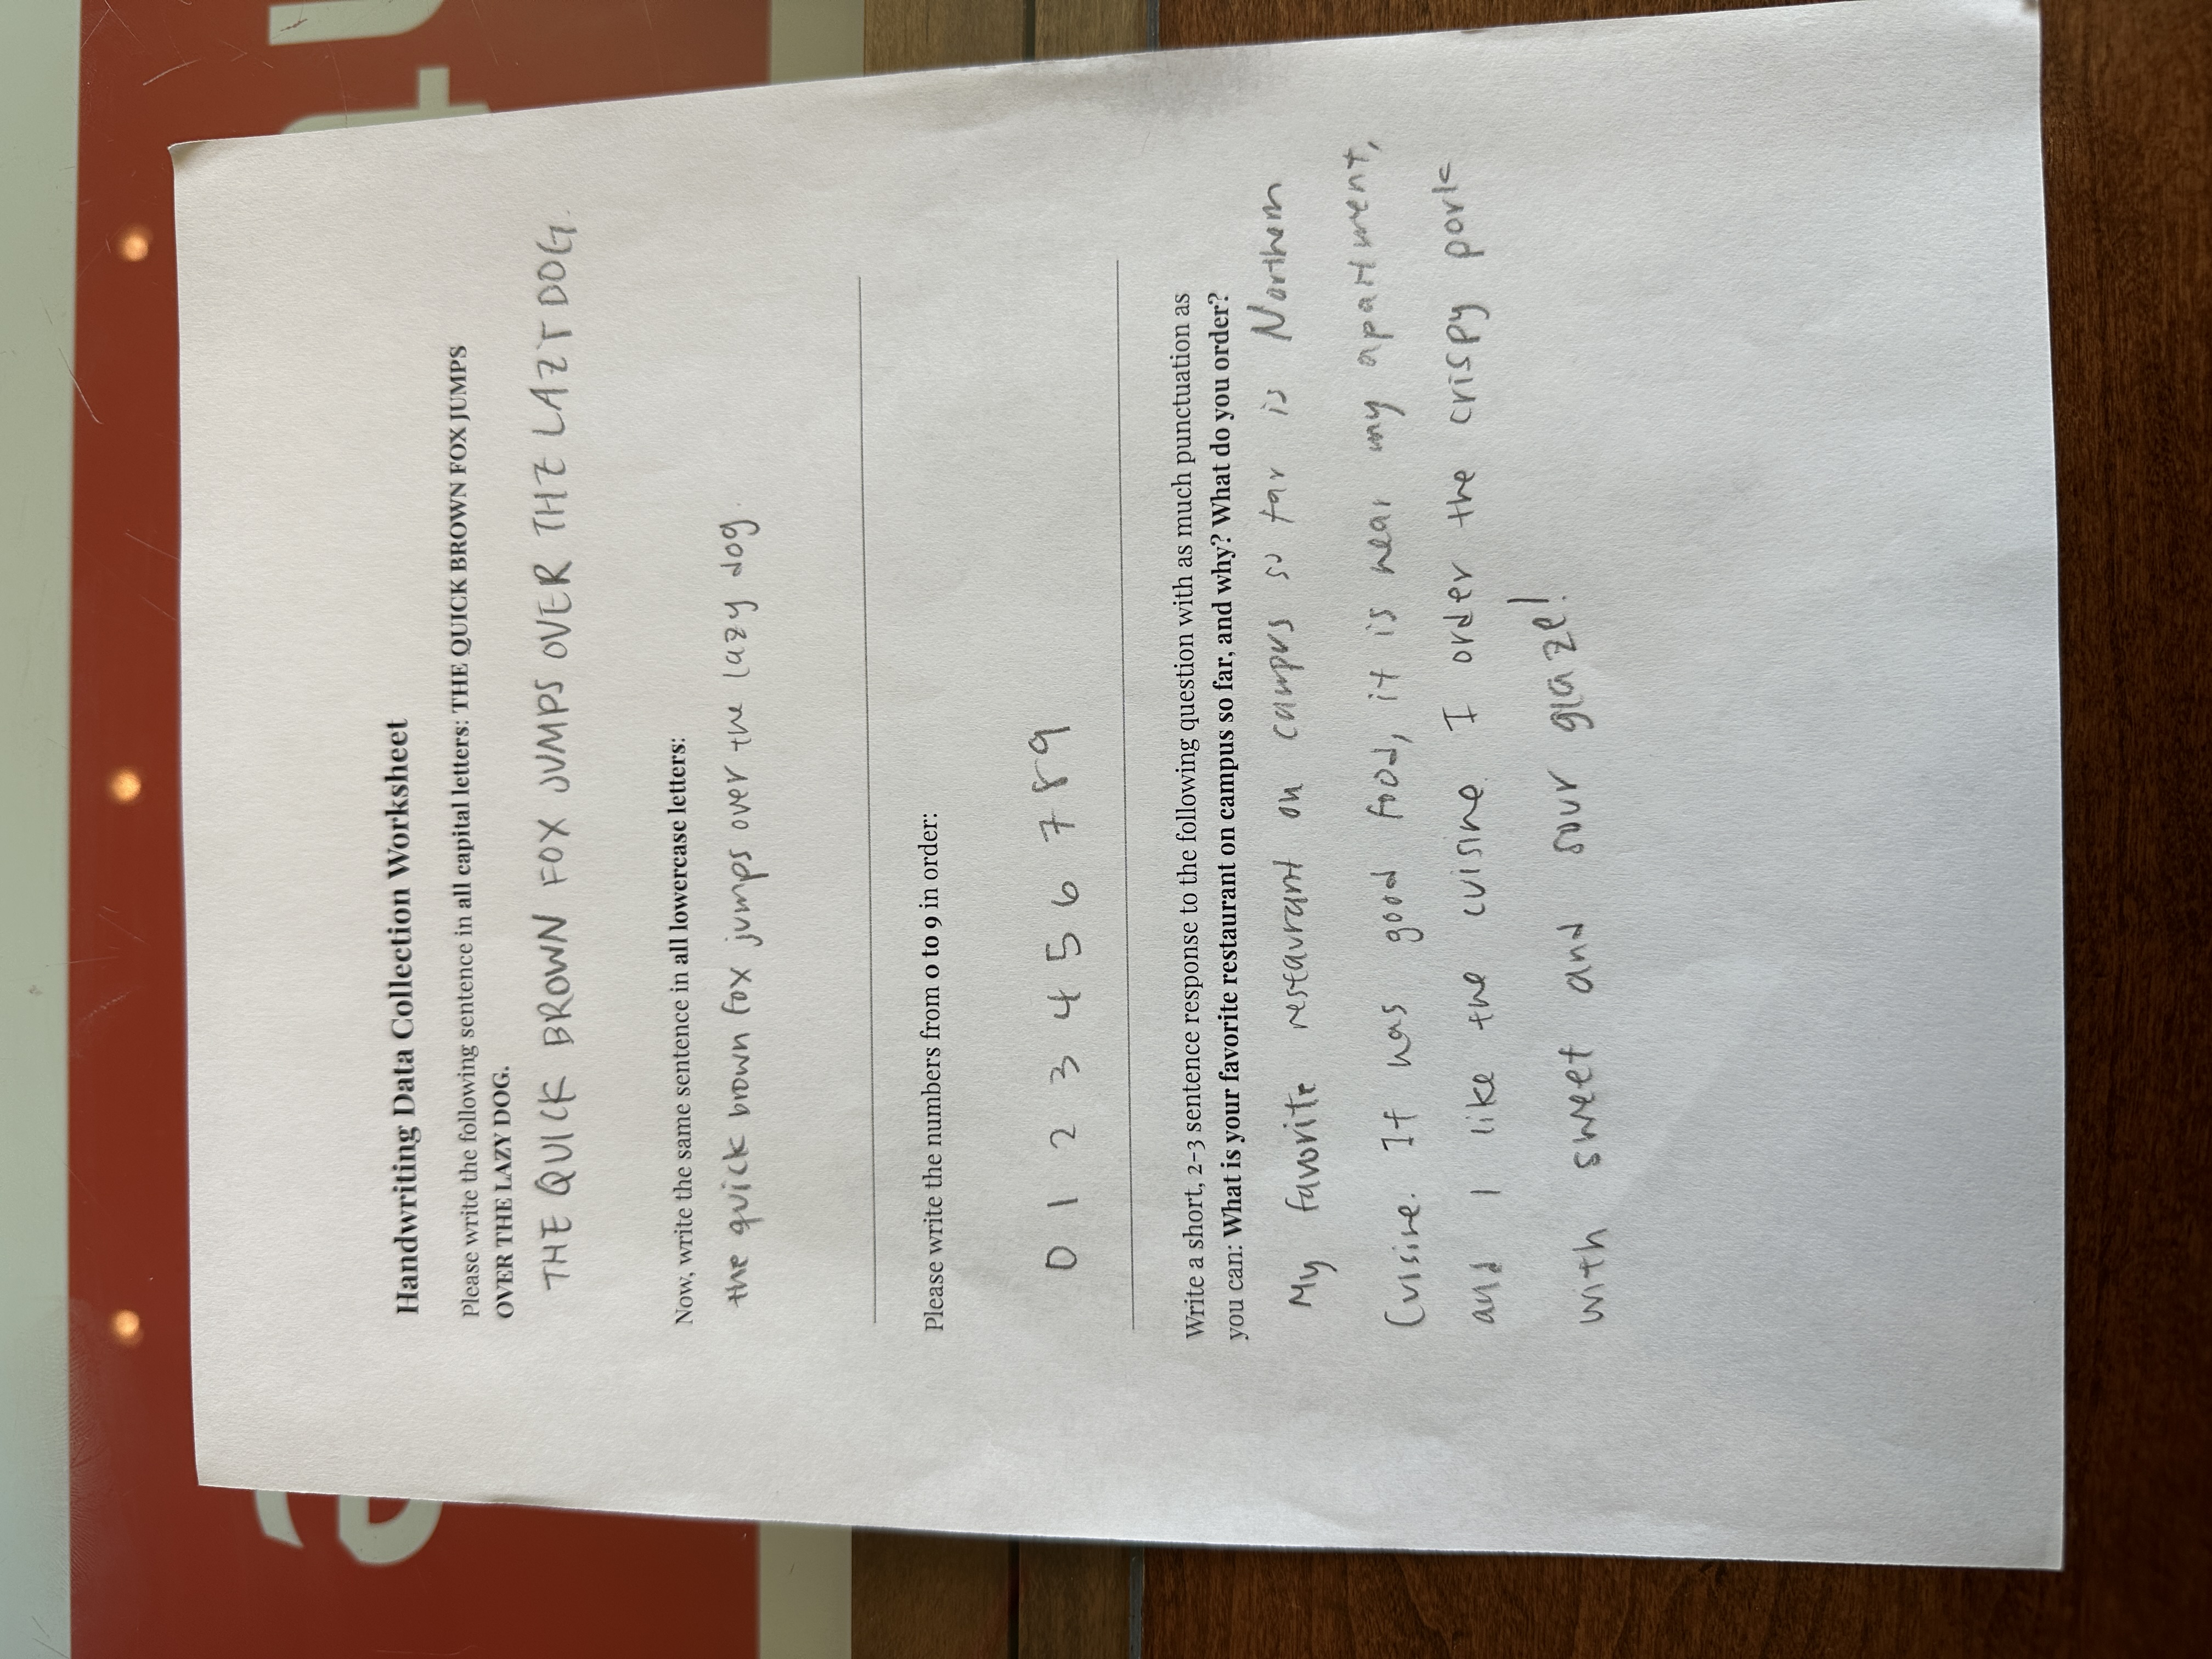 Handwriting Data Collection Worksheet
Please write the following sentence in all capital letters: THE QUICK BROWN FOX JUMPS
OVER THE LAZY DOG.
THE QUICK BROWN FOX JUMPS OVER THE LAZY DOG.
Now, write the same sentence in all lowercase letters:
the quick brown fox jumps over the lazy dog.
Please write the numbers from 0 to 9 in order:
0 1 2 3 4 5 6 7 8 9
Write a short, 2-3 sentence response to the following question with as much punctuation as
you can: What is your favorite restaurant on campus so far, and why? What do you order?
My favorite restaurant on campus so far is Northern
Cuisine. It has good food, it is near my apartment,
and I like the cuisine. I order the crispy pork
with sweet and sour glaze!